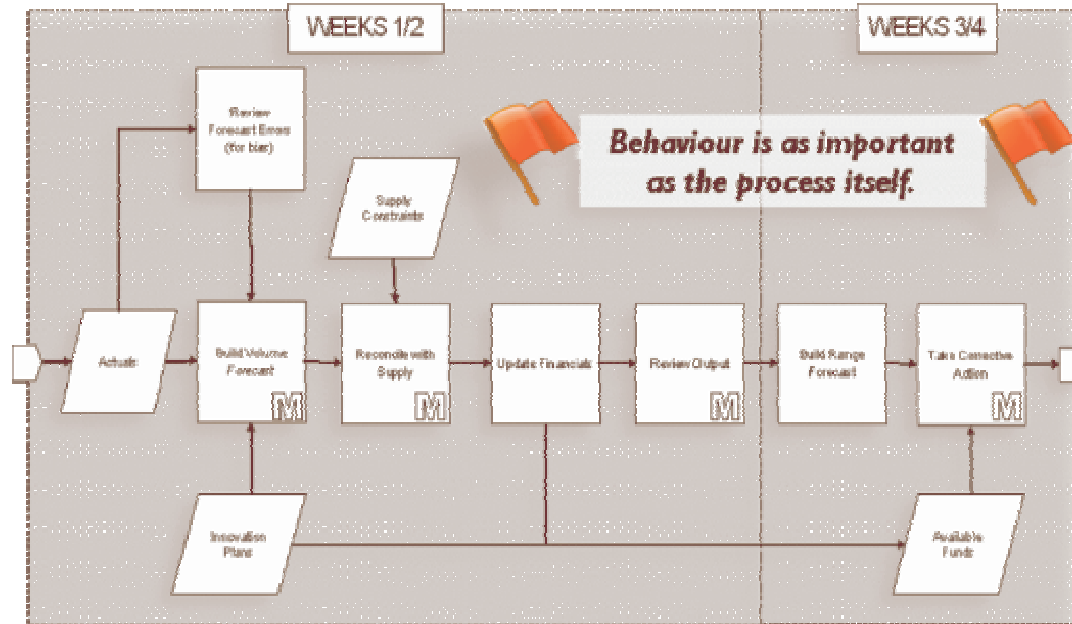 WEEKS 1/2
WEEKS 3/4
Review
Forecast Errors
(for bias)
Behaviour is as important
as the process itself.
Supply
Constraints
Actuals
Build Volume
Forecast
M
Reconcile with
Supply
M
Update Financials
Review Output
M
Build Range
Forecast
Take Corrective
Action
M
Innovation
Plans
Available
Funds